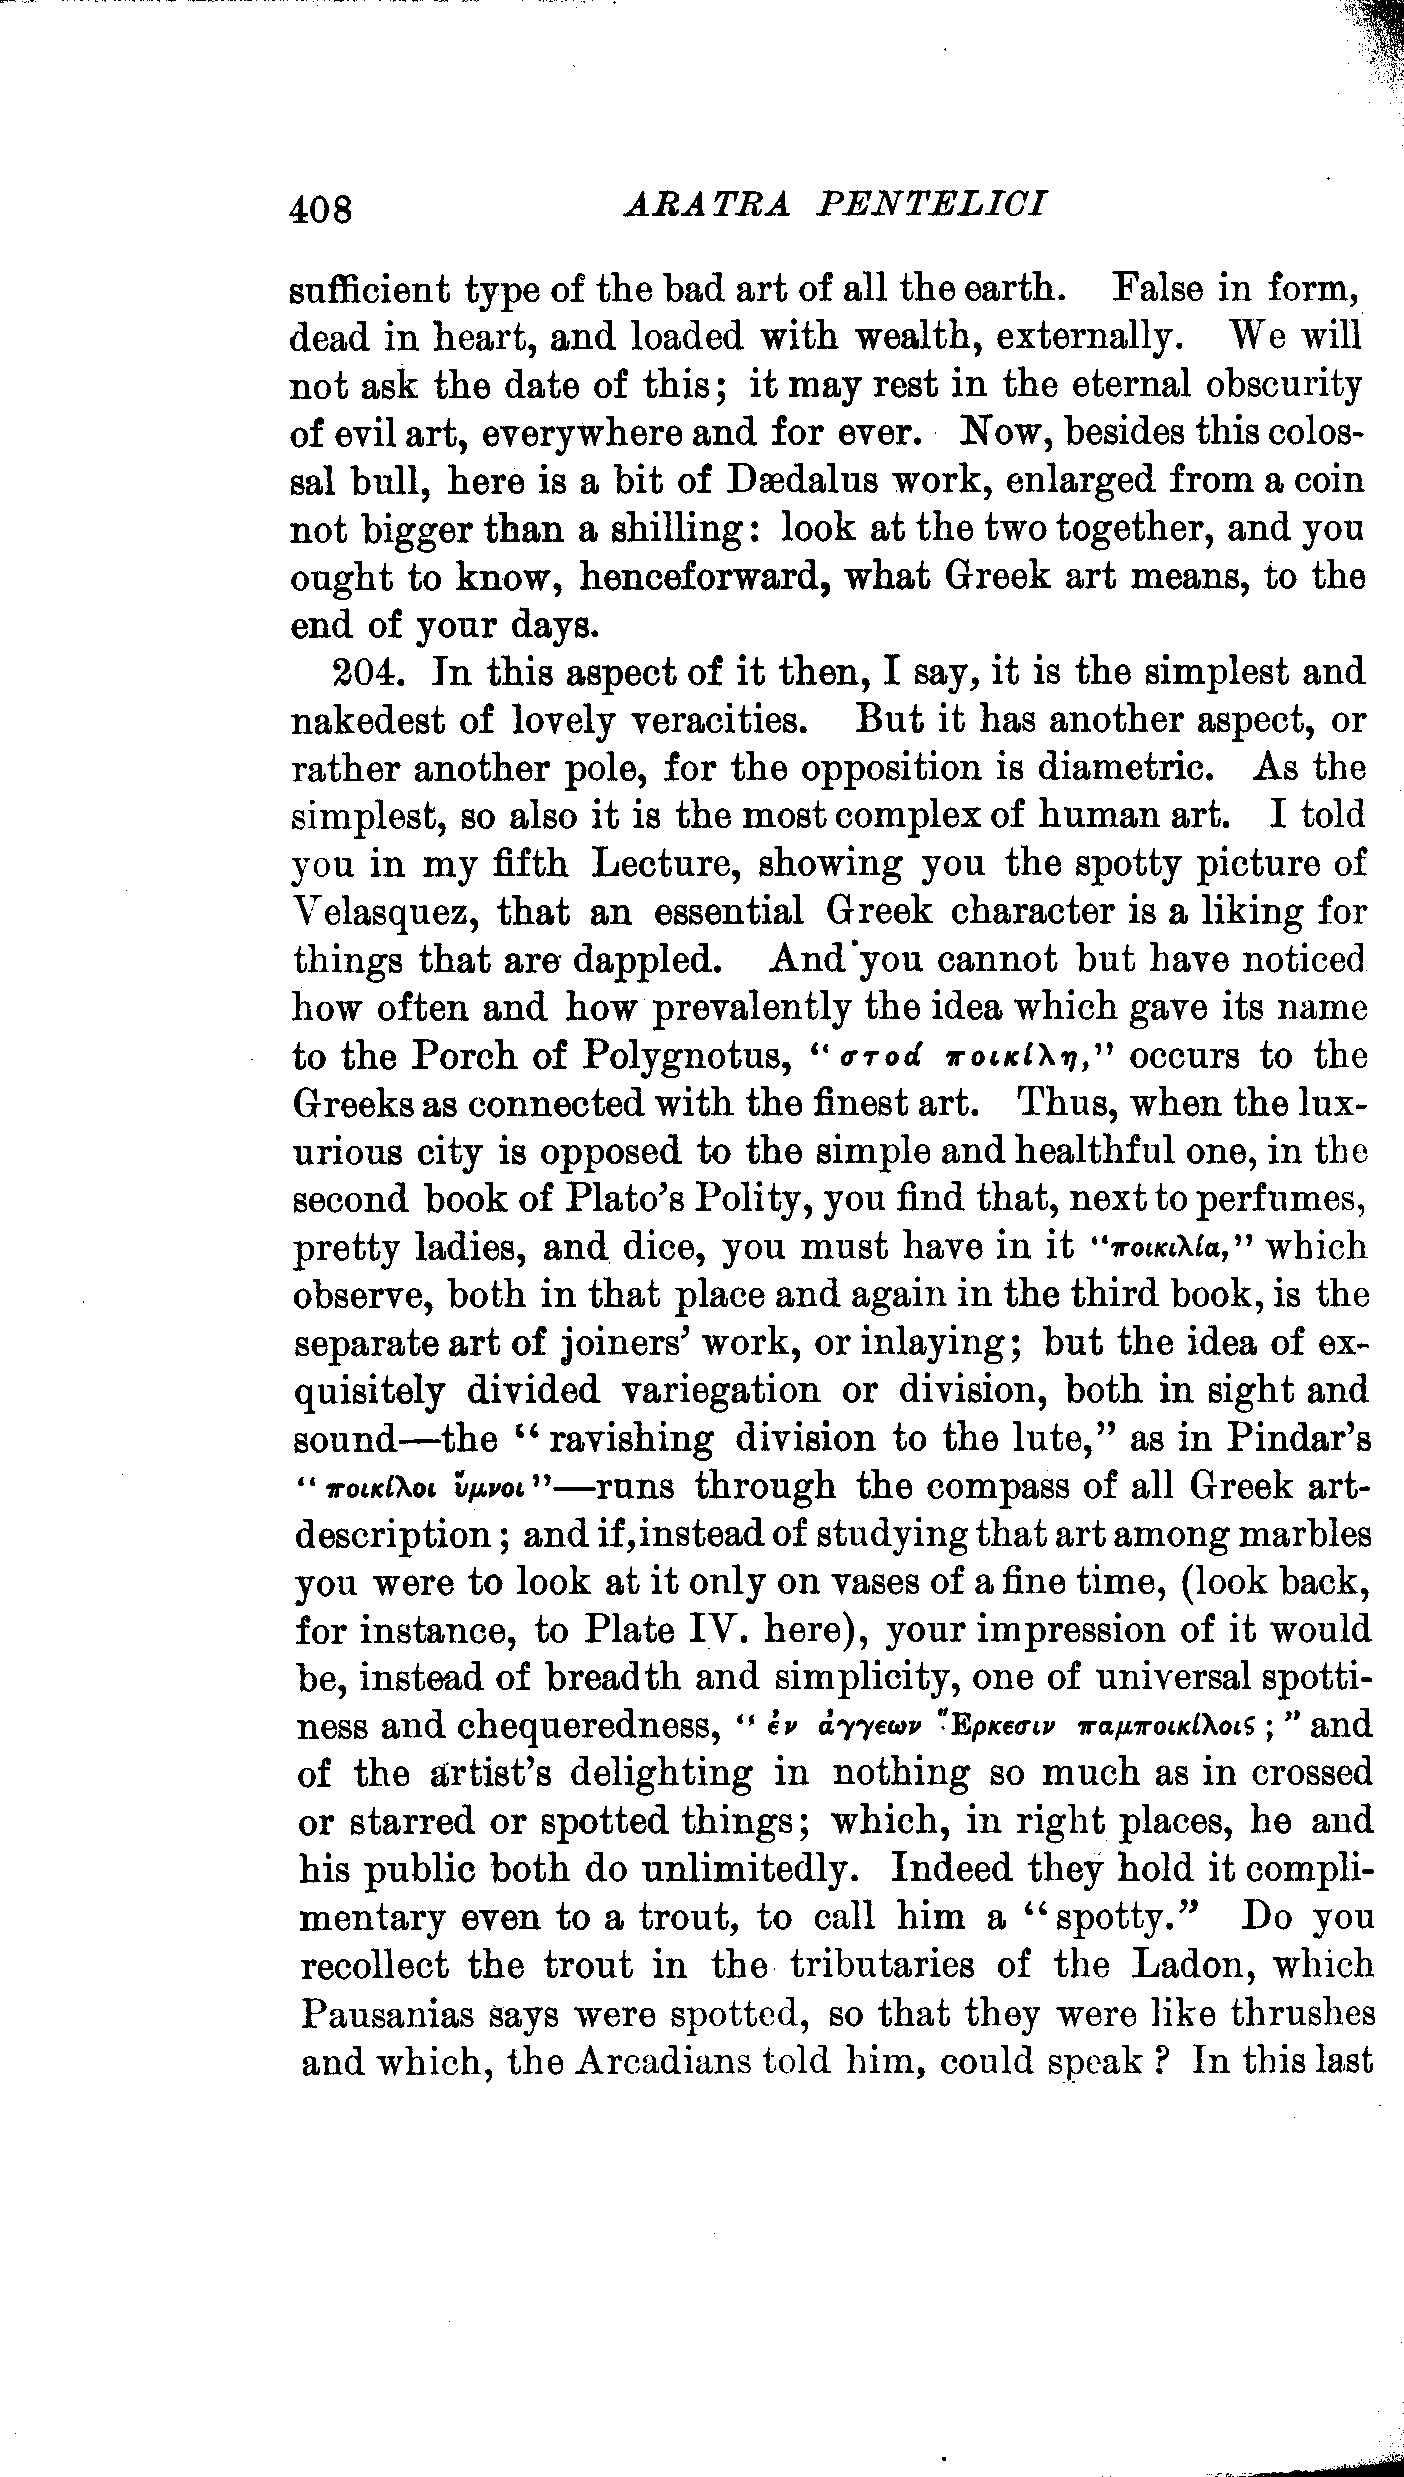 408 ARATRA PENTELICI
sufficient type of the bad art of all the earth. False in form,
dead in heart, and loaded with wealth, externally. We will
not ask the date of this; it may rest in the eternal obscurity
of evil art, everywhere and for ever. Now, besides this colos-
sal bull, here is a bit of Dædalus work, enlarged from a coin
not bigger than a shilling: look at the two together, and you
ought to know, henceforward, what Greek art means, to the
end of your days.
204. In this aspect of it then, I say, it is the simplest and
nakedest of lovely veracities. But it has another aspect, or
rather another pole, for the opposition is diametric. As the
simplest, so also it is the most complex of human art. I told
you in my fifth Lecture, showing you the spotty picture of
Velasquez, that an essential Greek character is a liking for
things that are dappled. And you cannot but have noticed
how often and how prevalently the idea which gave its name
to the Porch of Polygnotus, "στοά ποικίλη," occurs to the
Greeks as connected with the finest art. Thus, when the lux-
urious city is opposed to the simple and healthful one, in the
second book of Plato's Polity, you find that, next to perfumes,
pretty ladies, and dice, you must have in it "ποικιλία," which
observe, both in that place and again in the third book, is the
separate art of joiners' work, or inlaying; but the idea of ex-
quisitely divided variegation or division, both in sight and
sound—the "ravishing division to the lute," as in Pindar's
"ποικίλοι ὕμνοι"—runs through the compass of all Greek art-
description; and if, instead of studying that art among marbles
you were to look at it only on vases of a fine time, (look back,
for instance, to Plate IV. here), your impression of it would
be, instead of breadth and simplicity, one of universal spotti-
ness and chequeredness, "ἐν ἀγγεων Ἕρκεσιν παμποικίλοις;" and
of the artist's delighting in nothing so much as in crossed
or starred or spotted things; which, in right places, he and
his public both do unlimitedly. Indeed they hold it compli-
mentary even to a trout, to call him a "spotty." Do you
recollect the trout in the tributaries of the Ladon, which
Pausanias says were spotted, so that they were like thrushes
and which, the Arcadians told him, could speak? In this last